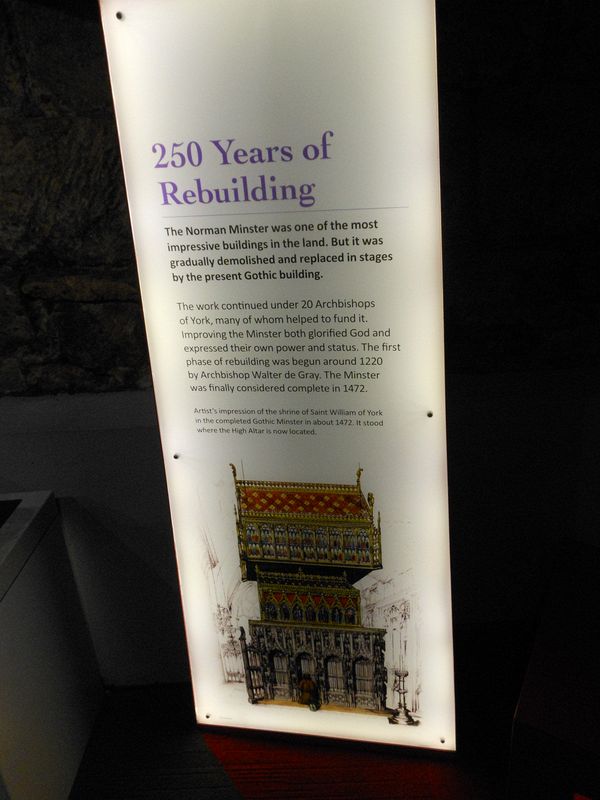 250 Years of
Rebuilding
The Norman Minster was one of the most
impressive buildings in the land. But it was
gradually demolished and replaced in stages
by the present Gothic building.
The work continued under 20 Archbishops
of York, many of whom helped to fund it.
Improving the Minster both glorified God and
expressed their own power and status. The first
phase of rebuilding was begun around 1220
by Archbishop Walter de Gray. The Minster
was finally considered complete in 1472.
Artist's impression of the shrine of Saint William of York
in the completed Gothic Minster in about 1472. It stood
where the High Altar is now located.